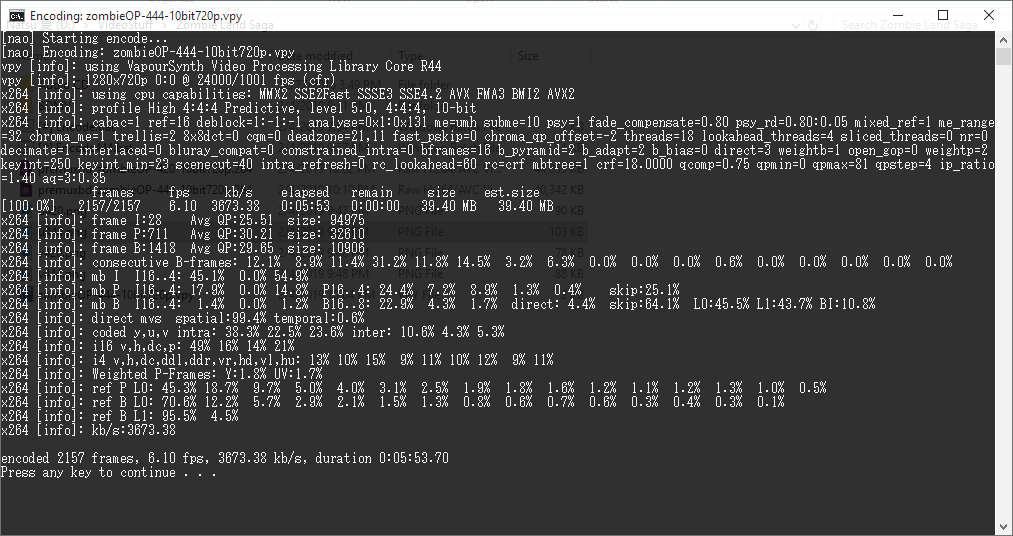 Encoding: zombieOP-444-10bit720p.vpy
[nao] Starting encode...
[nao] Encoding: zombieOP-444-10bit720p.vpy
vpy [info]: using VapourSynth Video Processing Library Core R44
vpy [info]: 1280x720p 0:0 @ 24000/1001 fps (cfr)
x264 [info]: using cpu capabilities: MMX2 SSE2Fast SSSE3 SSE4.2 AVX FMA3 BMI2 AVX2
x264 [info]: profile High 4:4:4 Predictive, level 5.0, 4:4:4, 10-bit
x264 [info]: cabac=1 ref=16 deblock=1:-1:-1 analyse=0x1:0x131 me=umh subme=10 psy=1 fade_compensate=0.80 psy_rd=0.80:0.05 mixed_ref=1 me_range
=32 chroma_me=1 trellis=2 8x8dct=0 cqm=0 deadzone=21,11 fast_pskip=0 chroma_qp_offset=-2 threads=18 lookahead_threads=4 sliced_threads=0 nr=0
decimate=1 interlaced=0 bluray_compat=0 constrained_intra=0 bframes=16 b_pyramid=2 b_adapt=2 b_bias=0 direct=3 weightb=1 open_gop=0 weightp=2
keyint=250 keyint_min=23 scenecut=40 intra_refresh=0 rc_lookahead=60 rc=crf mbtree=1 crf=18.0000 qcomp=0.75 qpmin=0 qpmax=81 qpstep=4 ip_ratio
=1.40 aq=3:0.85
frames fps kb/s elapsed remain size est.size
[100.0%] 2157/2157 6.10 3673.38 0:05:53 0:00:00 39.40 MB 39.40 MB
x264 [info]: frame I:28 Avg QP:25.51 size: 94975
x264 [info]: frame P:711 Avg QP:30.21 size: 32610
x264 [info]: frame B:1418 Avg QP:29.65 size: 10906
x264 [info]: consecutive B-frames: 12.1% 8.9% 11.4% 31.2% 11.8% 14.5% 3.2% 6.3% 0.0% 0.0% 0.0% 0.6% 0.0% 0.0% 0.0% 0.0% 0.0%
x264 [info]: mb I I16..4: 45.1% 0.0% 54.9%
x264 [info]: mb P I16..4: 17.9% 0.0% 14.8% P16..4: 24.4% 7.2% 8.9% 1.3% 0.4% skip:25.1%
x264 [info]: mb B I16..4: 1.4% 0.0% 1.2% B16..8: 22.9% 4.3% 1.7% direct: 4.4% skip:64.1% L0:45.5% L1:43.7% BI:10.8%
x264 [info]: direct mvs spatial:99.4% temporal:0.6%
x264 [info]: coded y,u,v intra: 38.3% 22.5% 23.6% inter: 10.6% 4.3% 5.3%
x264 [info]: i16 v,h,dc,p: 49% 16% 14% 21%
x264 [info]: i4 v,h,dc,ddl,ddr,vr,hd,vl,hu: 13% 10% 15% 9% 11% 10% 12% 9% 11%
x264 [info]: Weighted P-Frames: Y:1.8% UV:1.7%
x264 [info]: ref P L0: 45.3% 18.7% 9.7% 5.0% 4.0% 3.1% 2.5% 1.9% 1.8% 1.6% 1.2% 1.1% 1.2% 1.3% 1.0% 0.5%
x264 [info]: ref B L0: 70.6% 12.2% 5.7% 2.9% 2.1% 1.5% 1.3% 0.8% 0.6% 0.7% 0.6% 0.3% 0.4% 0.3% 0.1%
x264 [info]: ref B L1: 95.5% 4.5%
x264 [info]: kb/s:3673.38
encoded 2157 frames, 6.10 fps, 3673.38 kb/s, duration 0:05:53.70
Press any key to continue . . .